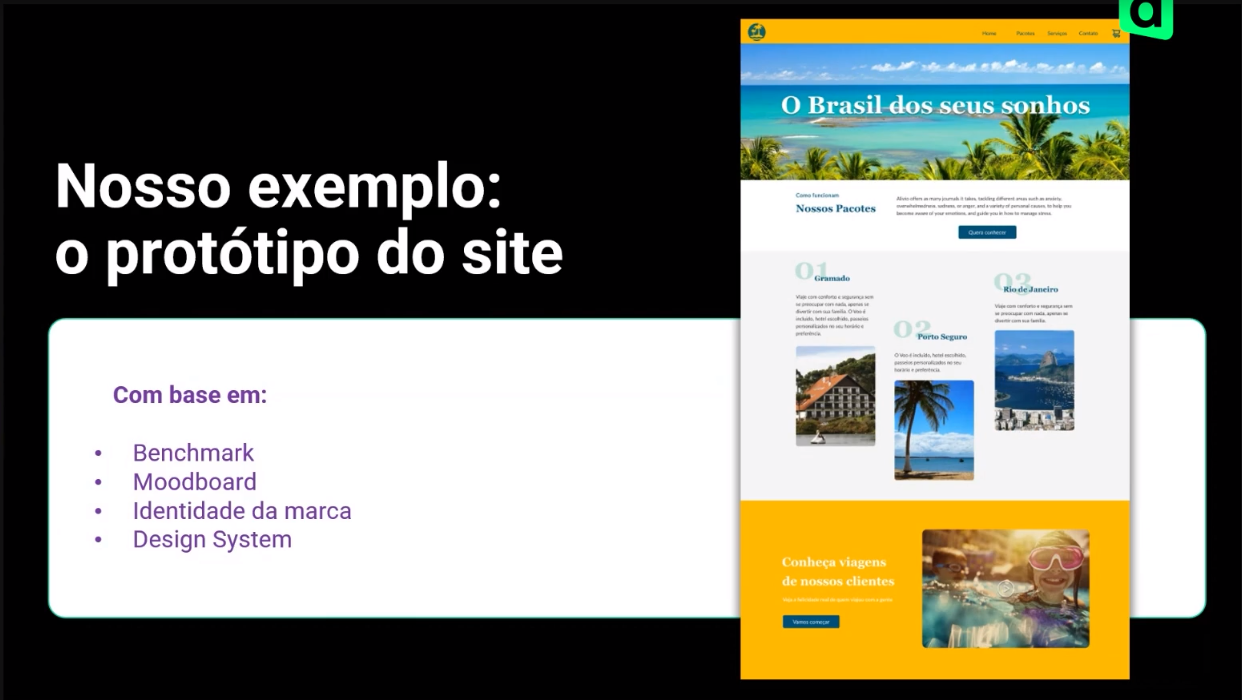 Nosso exemplo:
o protótipo do site
Com base em:
• Benchmark
• Moodboard
• Identidade da marca
• Design System
a
Home Pacotes Serviços Contato
O Brasil dos seus sonhos
Como funcionam
Nossos Pacotes
Alivio offers as many journals it takes, tackling different areas such as anxiety,
overwhelmedness, sadness, or anger, and a variety of personal causes, to help you
become aware of your emotions, and guide you in how to manage stress.
Quero conhecer
01
Gramado
Viaje com conforto e segurança sem
se preocupar com nada, apenas se
divertir com sua família. O Voo é
incluído, hotel escolhido, passeios
personalizados no seu horário e
preferência.
02
Porto Seguro
O Voo é incluído, hotel escolhido,
passeios personalizados no seu
horário e preferência.
03
Rio de Janeiro
Viaje com conforto e segurança sem
se preocupar com nada, apenas se
divertir com sua família.
Conheça viagens
de nossos clientes
Veja a felicidade real de quem viajou com a gente
Vamos começar